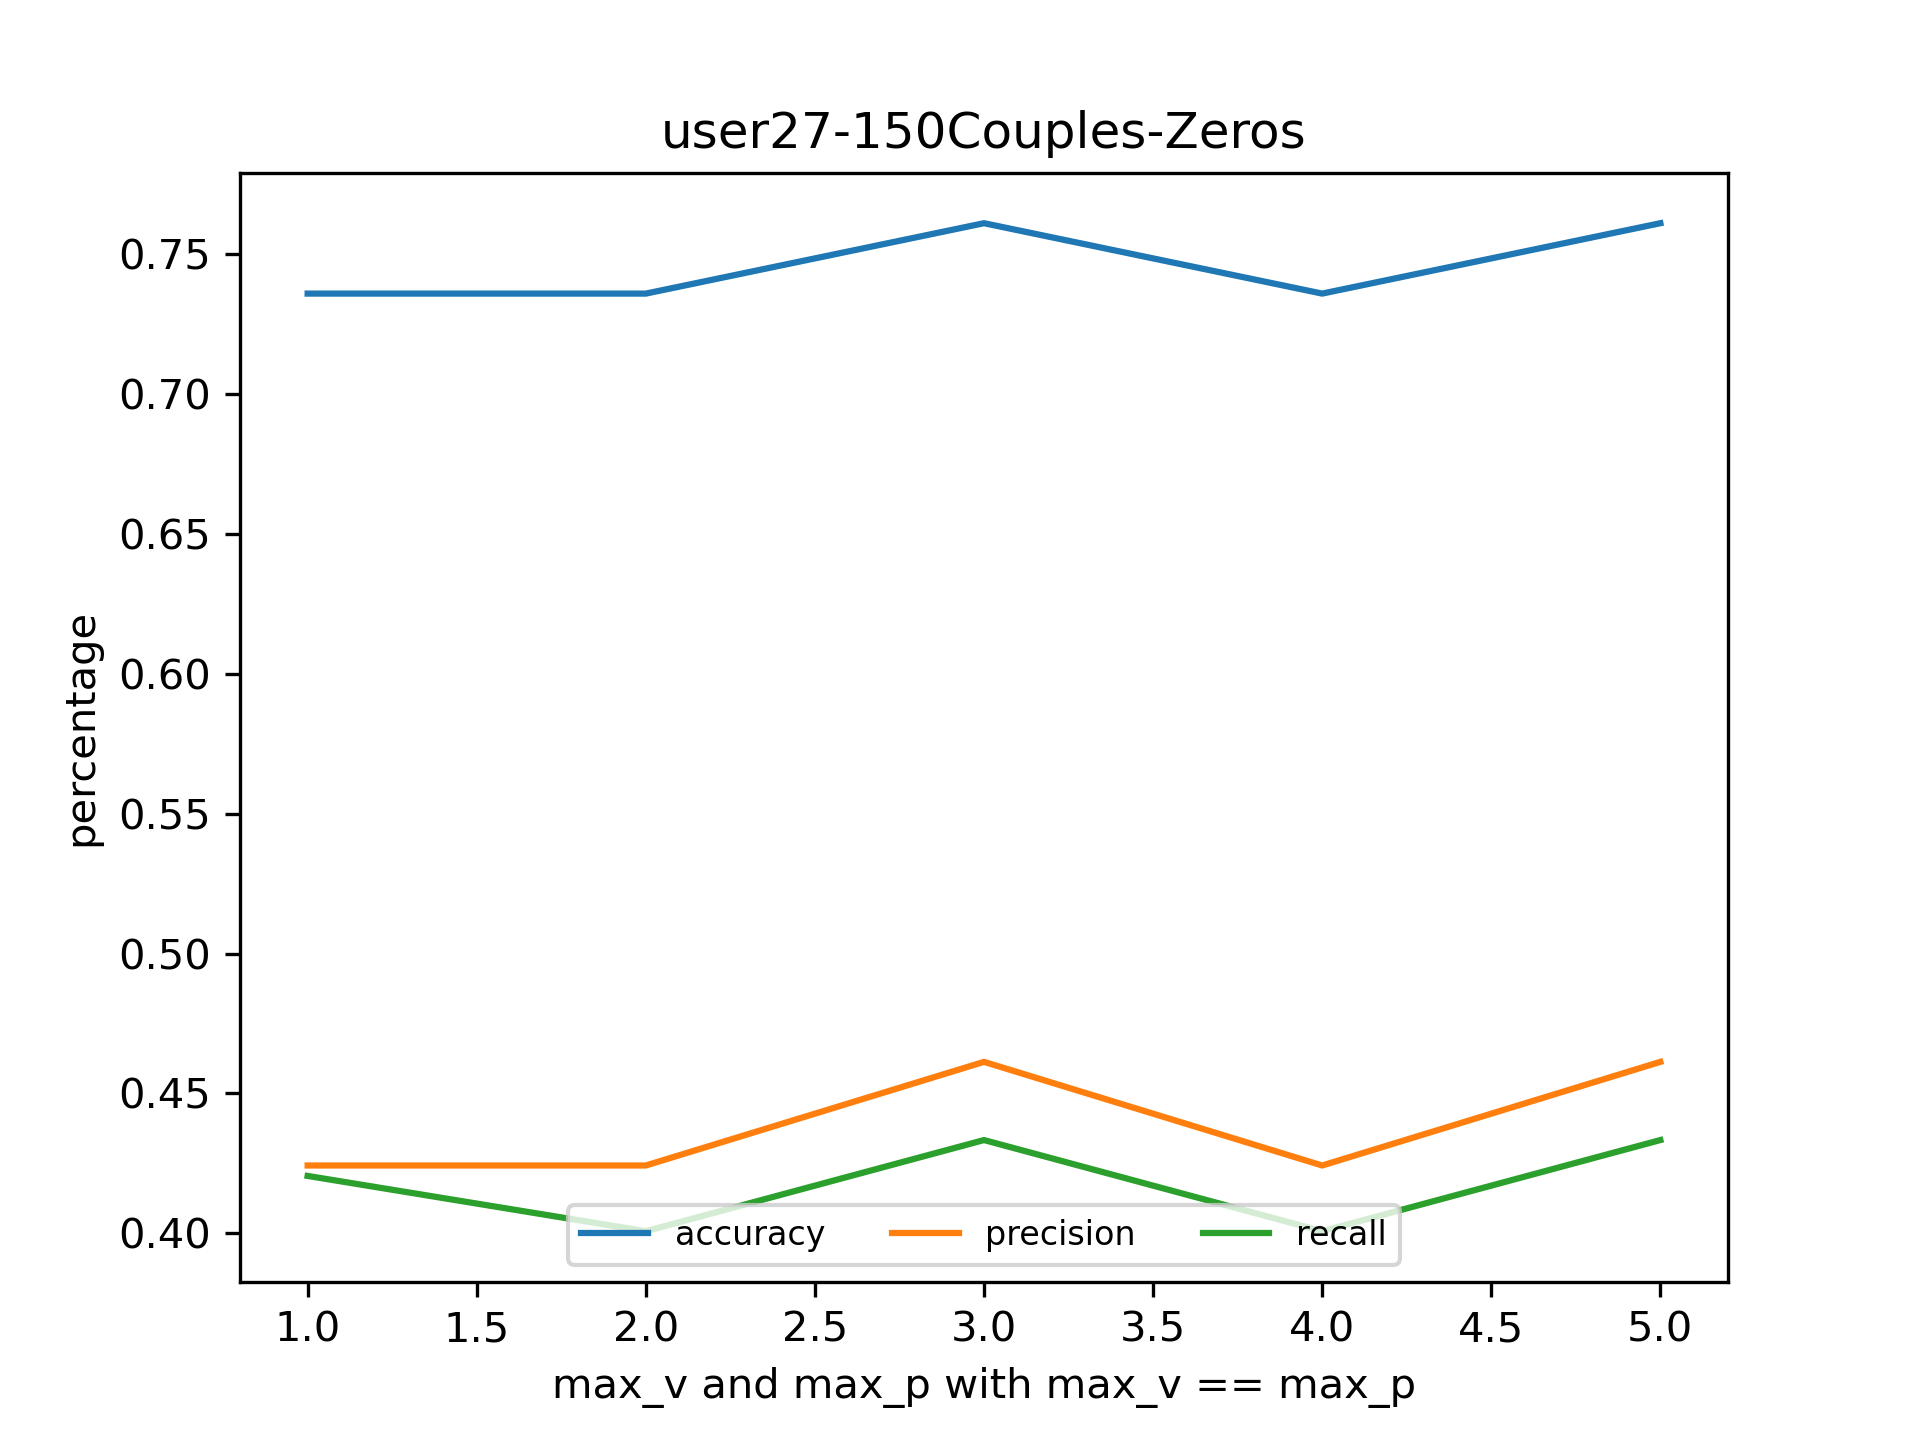 user27-150Couples-Zeros
percentage
0.75
0.70
0.65
0.60
0.55
0.50
0.45
0.40
accuracy precision recall
1.0 1.5 2.0 2.5 3.0 3.5 4.0 4.5 5.0
max_v and max_p with max_v == max_p